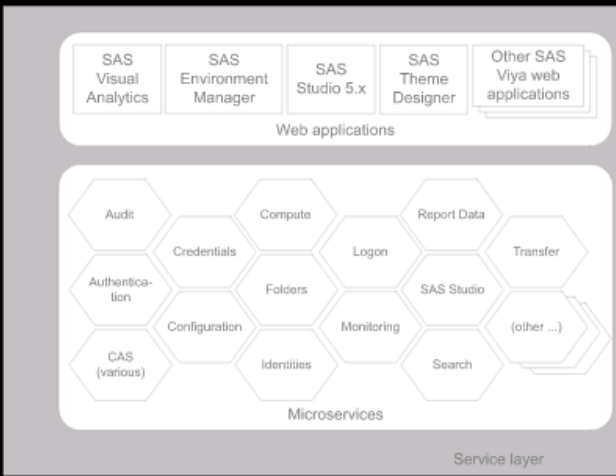 SAS
Visual
Analytics
SAS
Environment
Manager
SAS
Studio 5.x
SAS
Theme
Designer
Other SAS
Viya web
applications
Web applications
Audit
Compute
Report Data
Credentials
Logon
Transfer
Authentica-
tion
Folders
SAS Studio
Configuration
Monitoring
(other ...)
CAS
(various)
Identities
Search
Microservices
Service layer